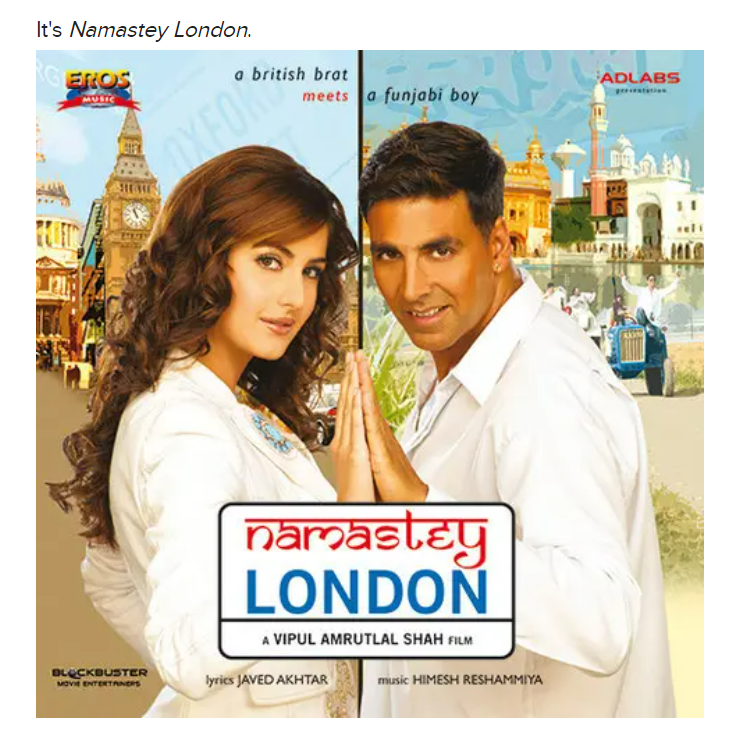 It's Namastey London.
EROS
MUSIC
a british brat
meets a funjabi boy
ADLABS
presentation
OXFORD
namastey
LONDON
A VIPUL AMRUTLAL SHAH FILM
BLOCKBUSTER
MOVIE ENTERTAINERS
lyrics JAVED AKHTAR
music HIMESH RESHAMMIYA